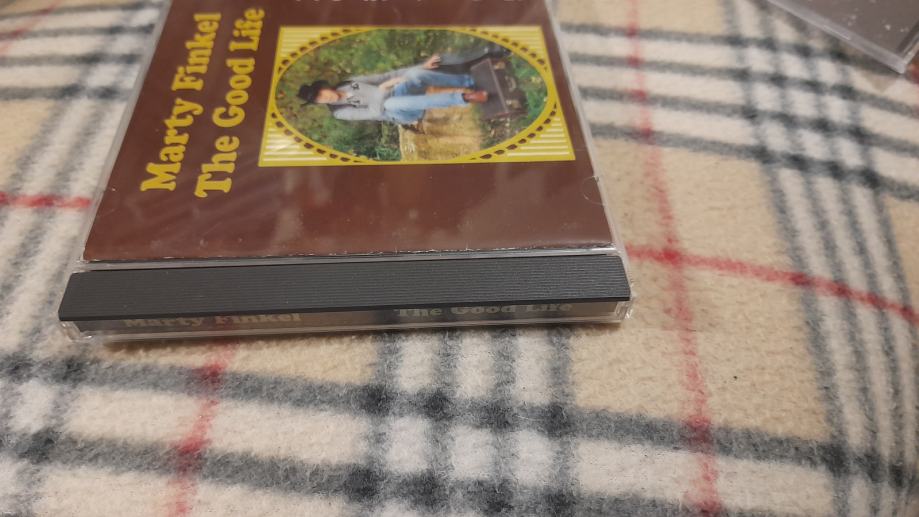 Marty Finkel
The Good Life
Marty Finkel The Good Life